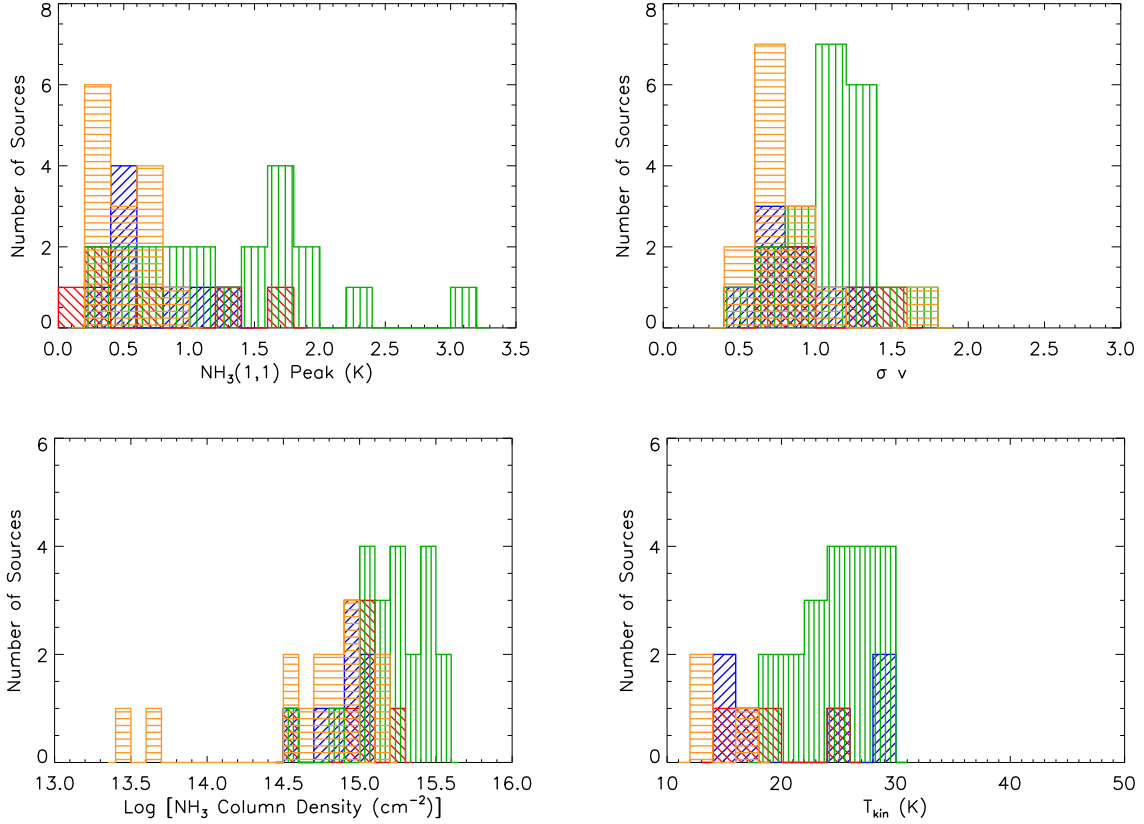 8
6
4
2
0
Number of Sources
0.0 0.5 1.0 1.5 2.0 2.5 3.0 3.5
NH₃(1,1) Peak (K)
8
6
4
2
0
Number of Sources
0.0 0.5 1.0 1.5 2.0 2.5 3.0
σ v
6
4
2
0
Number of Sources
13.0 13.5 14.0 14.5 15.0 15.5 16.0
Log [NH₃ Column Density (cm⁻²)]
6
4
2
0
Number of Sources
10 20 30 40 50
T_kin (K)